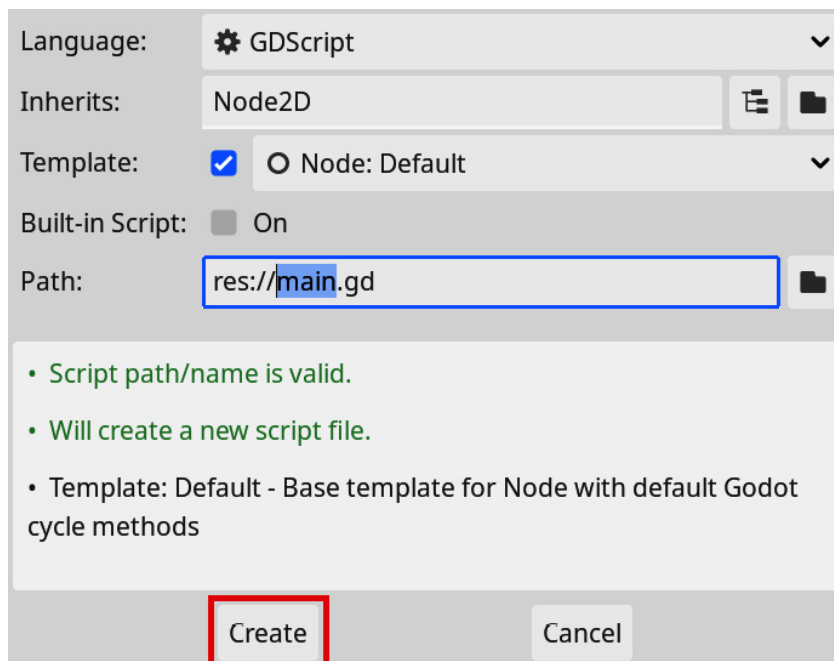 Language: GDScript
Inherits: Node2D
Template: Node: Default
Built-in Script: On
Path: res://main.gd
• Script path/name is valid.
• Will create a new script file.
• Template: Default - Base template for Node with default Godot
cycle methods
Create Cancel